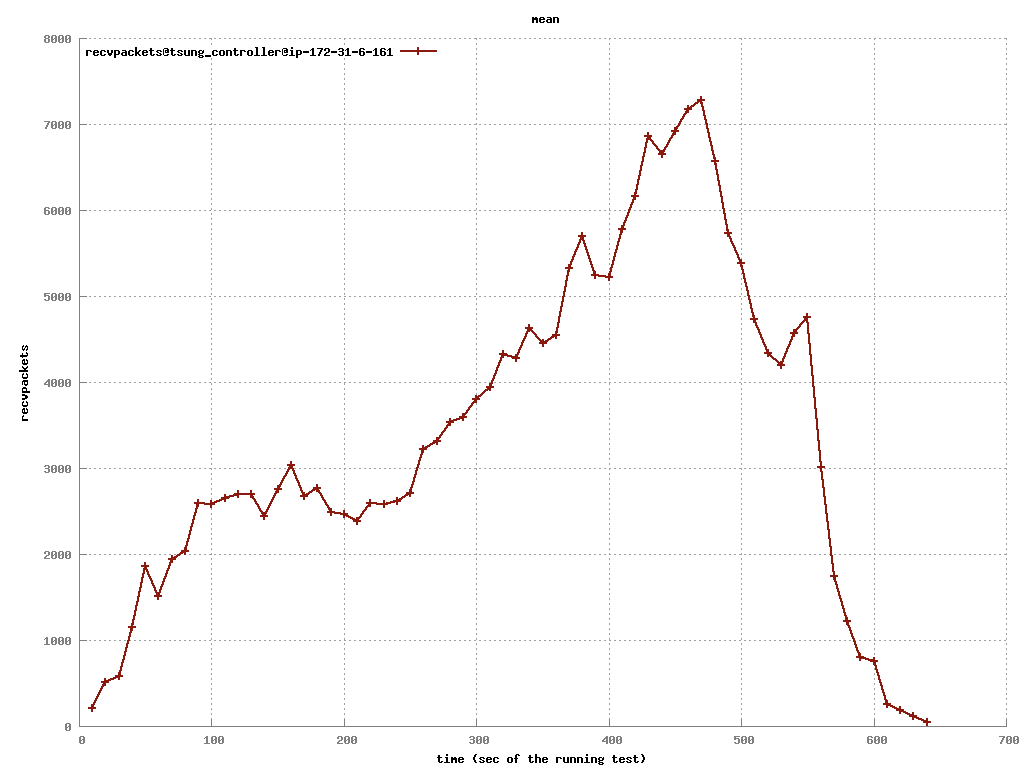 mean
8000
recvpackets@tsung_controller@ip-172-31-6-161
7000
6000
5000
4000
3000
2000
1000
0
recvpackets
0 100 200 300 400 500 600 700
time (sec of the running test)